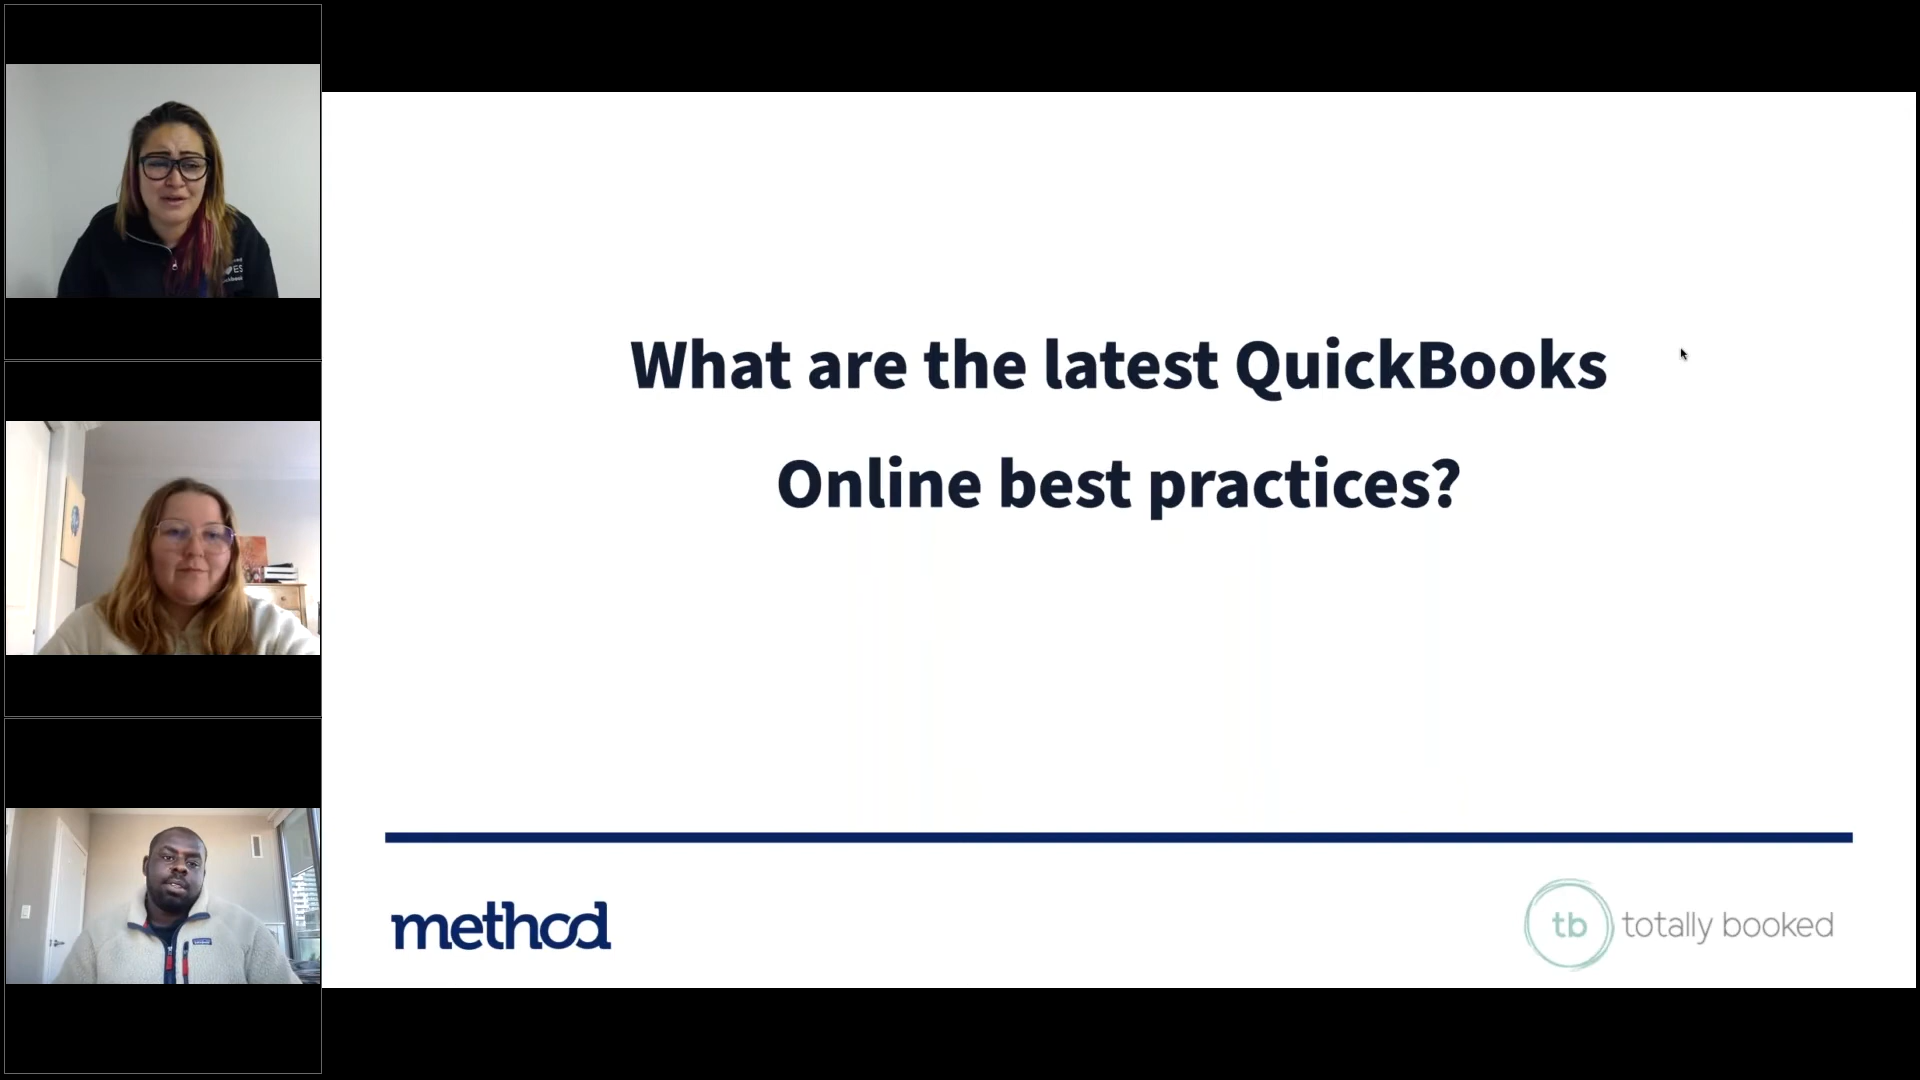 What are the latest QuickBooks
Online best practices?
method
tb totally booked